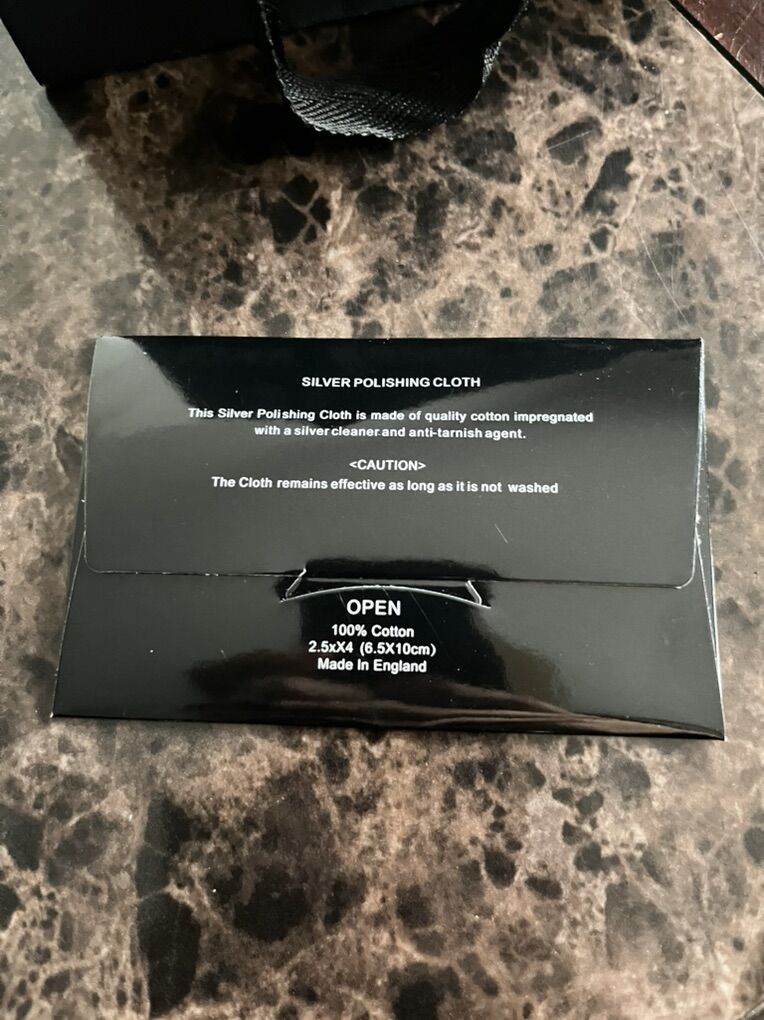 SILVER POLISHING CLOTH
This Silver Polishing Cloth is made of quality cotton impregnated
with a silver cleaner and anti-tarnish agent.
<CAUTION>
The Cloth remains effective as long as it is not washed
OPEN
100% Cotton
2.5xX4 (6.5X10cm)
Made In England